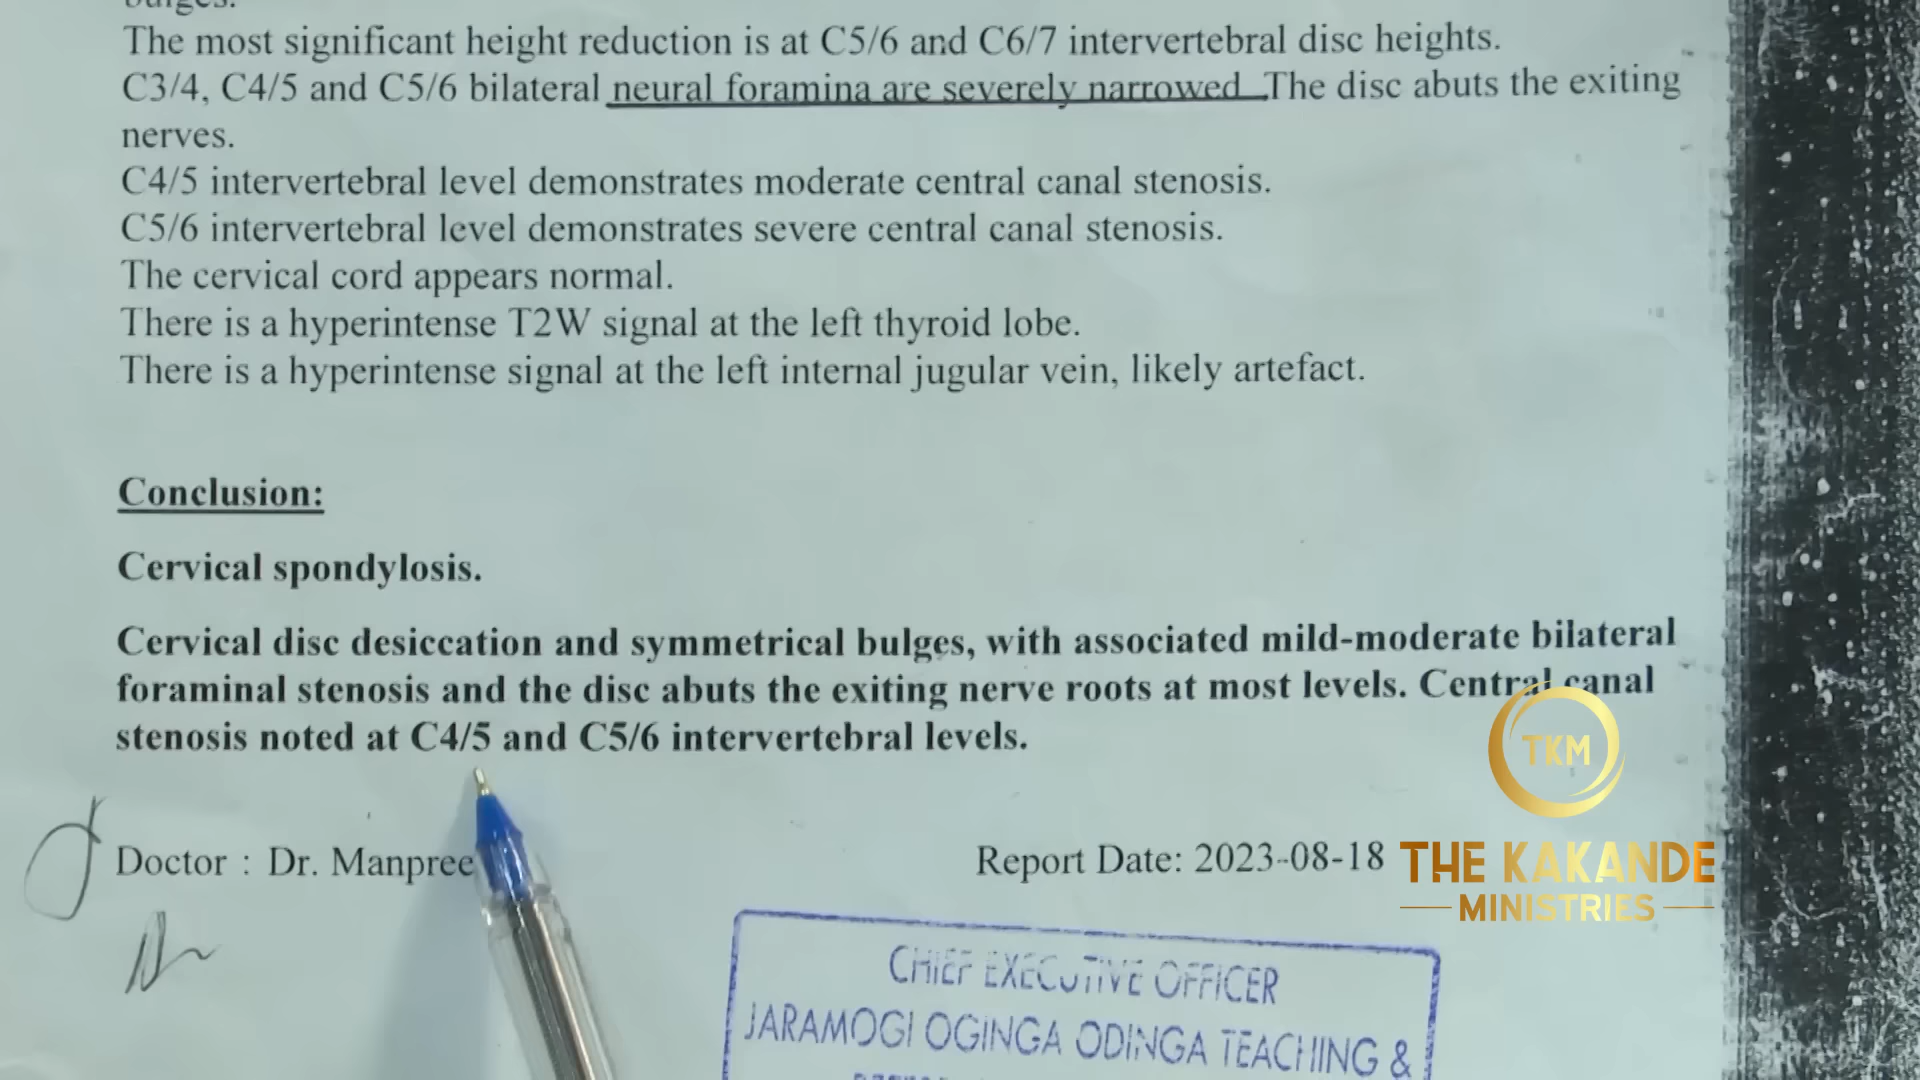 bulges.
The most significant height reduction is at C5/6 and C6/7 intervertebral disc heights.
C3/4, C4/5 and C5/6 bilateral neural foramina are severely narrowed. The disc abuts the exiting
nerves.
C4/5 intervertebral level demonstrates moderate central canal stenosis.
C5/6 intervertebral level demonstrates severe central canal stenosis.
The cervical cord appears normal.
There is a hyperintense T2W signal at the left thyroid lobe.
There is a hyperintense signal at the left internal jugular vein, likely artefact.
Conclusion:
Cervical spondylosis.
Cervical disc desiccation and symmetrical bulges, with associated mild-moderate bilateral
foraminal stenosis and the disc abuts the exiting nerve roots at most levels. Central canal
stenosis noted at C4/5 and C5/6 intervertebral levels.
TKM
THE KAKANDE
MINISTRIES
Doctor : Dr. Manpree
Report Date: 2023-08-18
CHIEF EXECUTIVE OFFICER
JARAMOGI OGINGA ODINGA TEACHING &